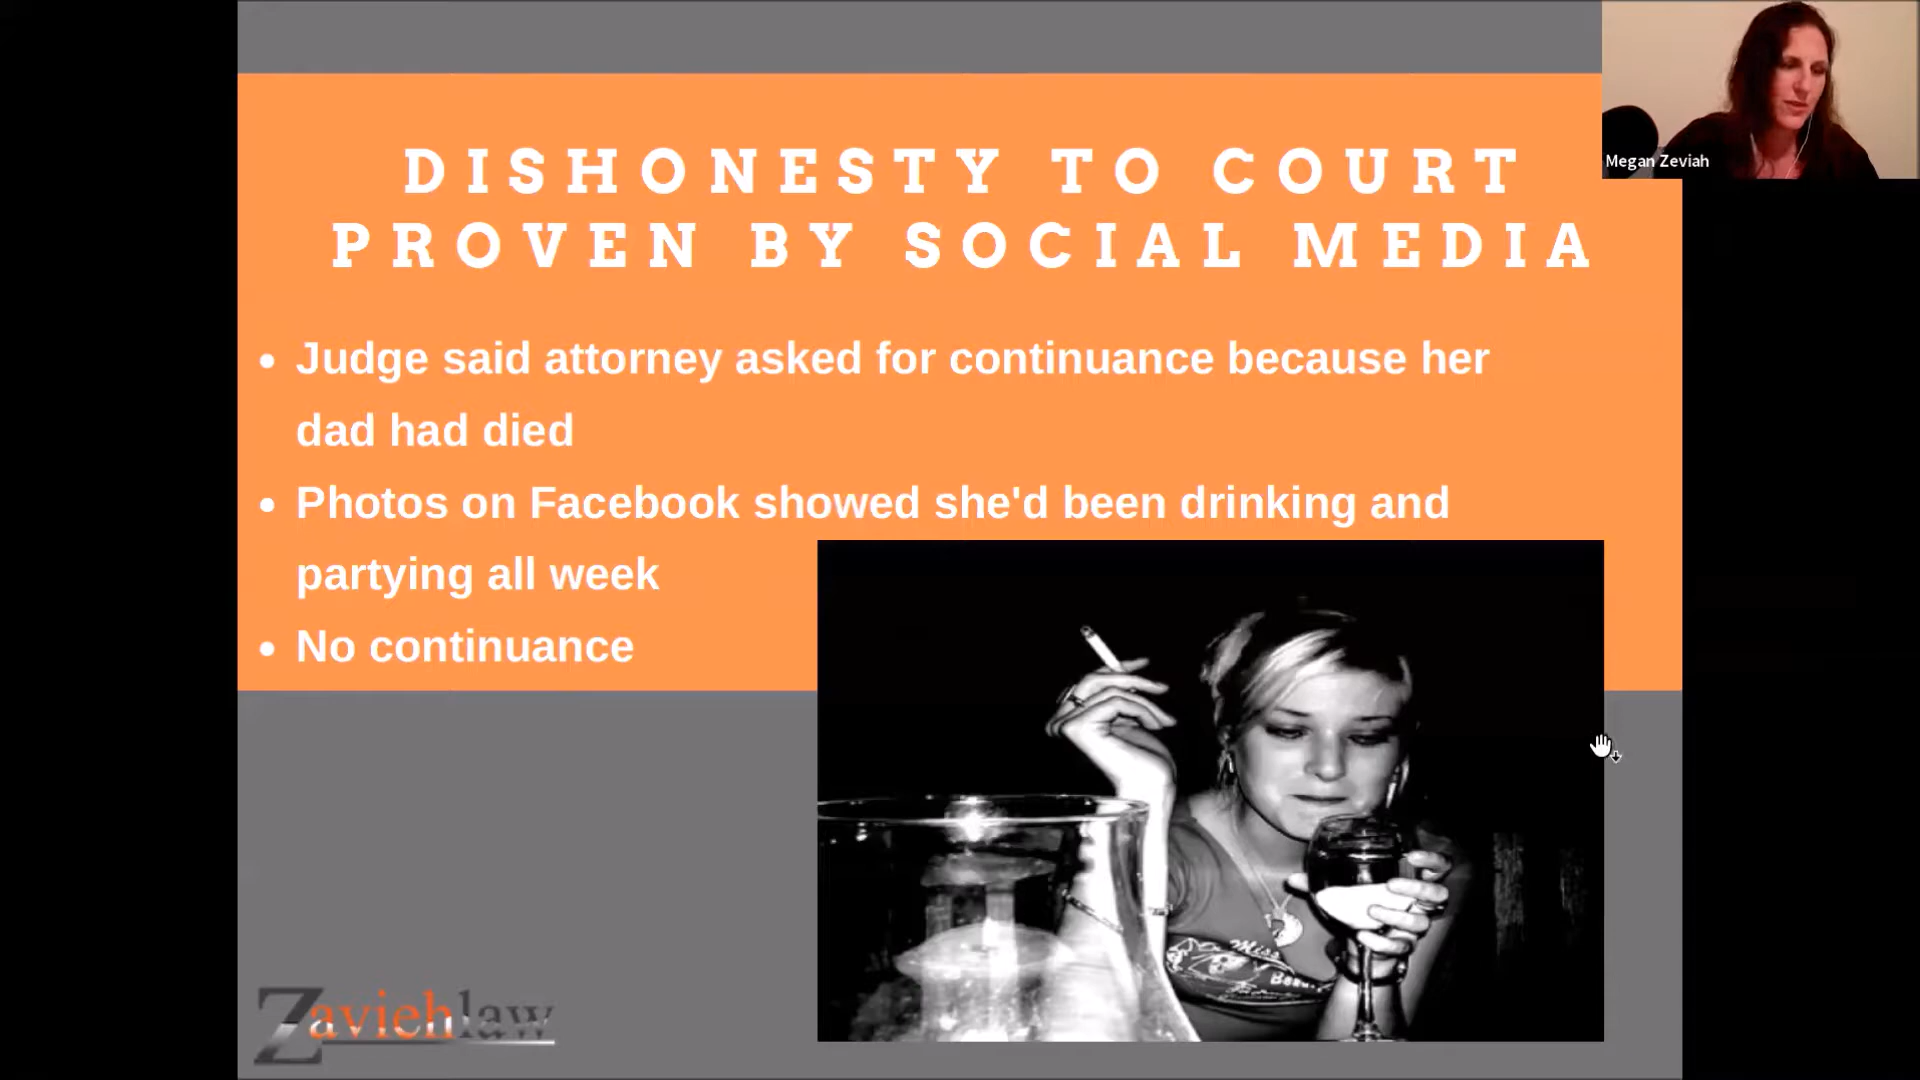 DISHONESTY TO COURT
PROVEN BY SOCIAL MEDIA
Megan Zeviah
• Judge said attorney asked for continuance because her
dad had died
• Photos on Facebook showed she'd been drinking and
partying all week
• No continuance
Miss
Zaviehlaw